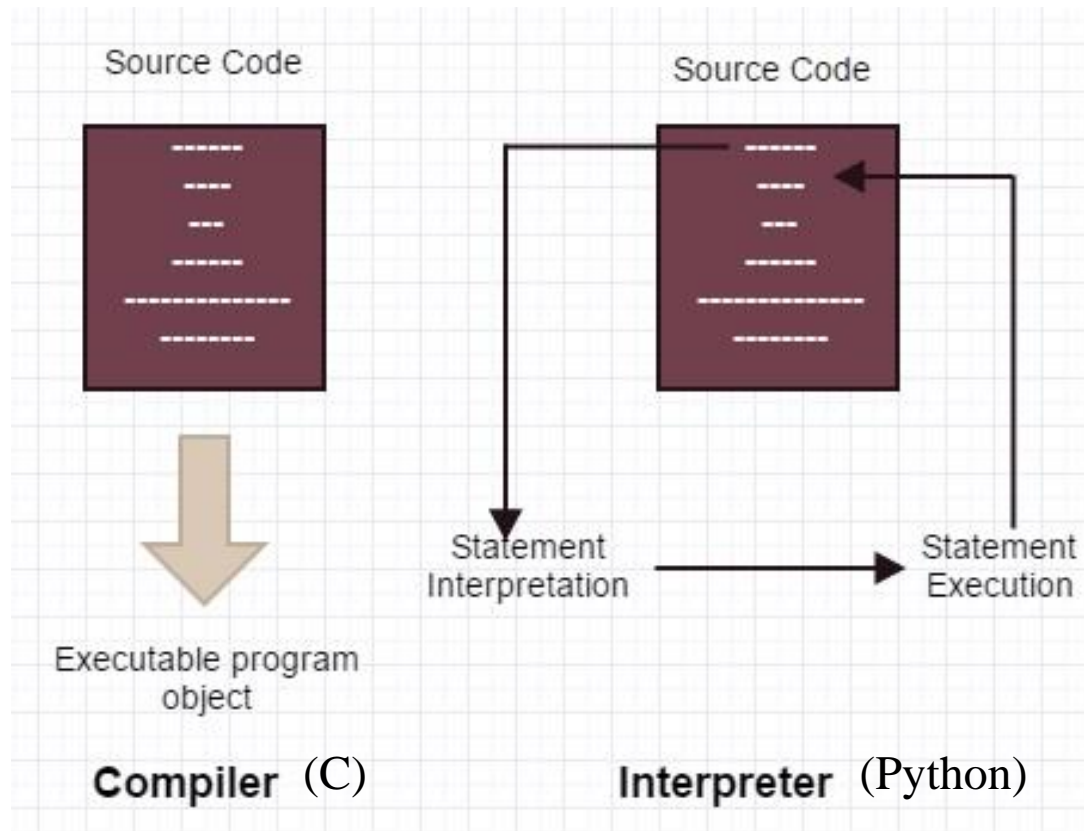 Source Code
Executable program
object
Compiler (C)
Source Code
Statement
Interpretation
Statement
Execution
Interpreter (Python)